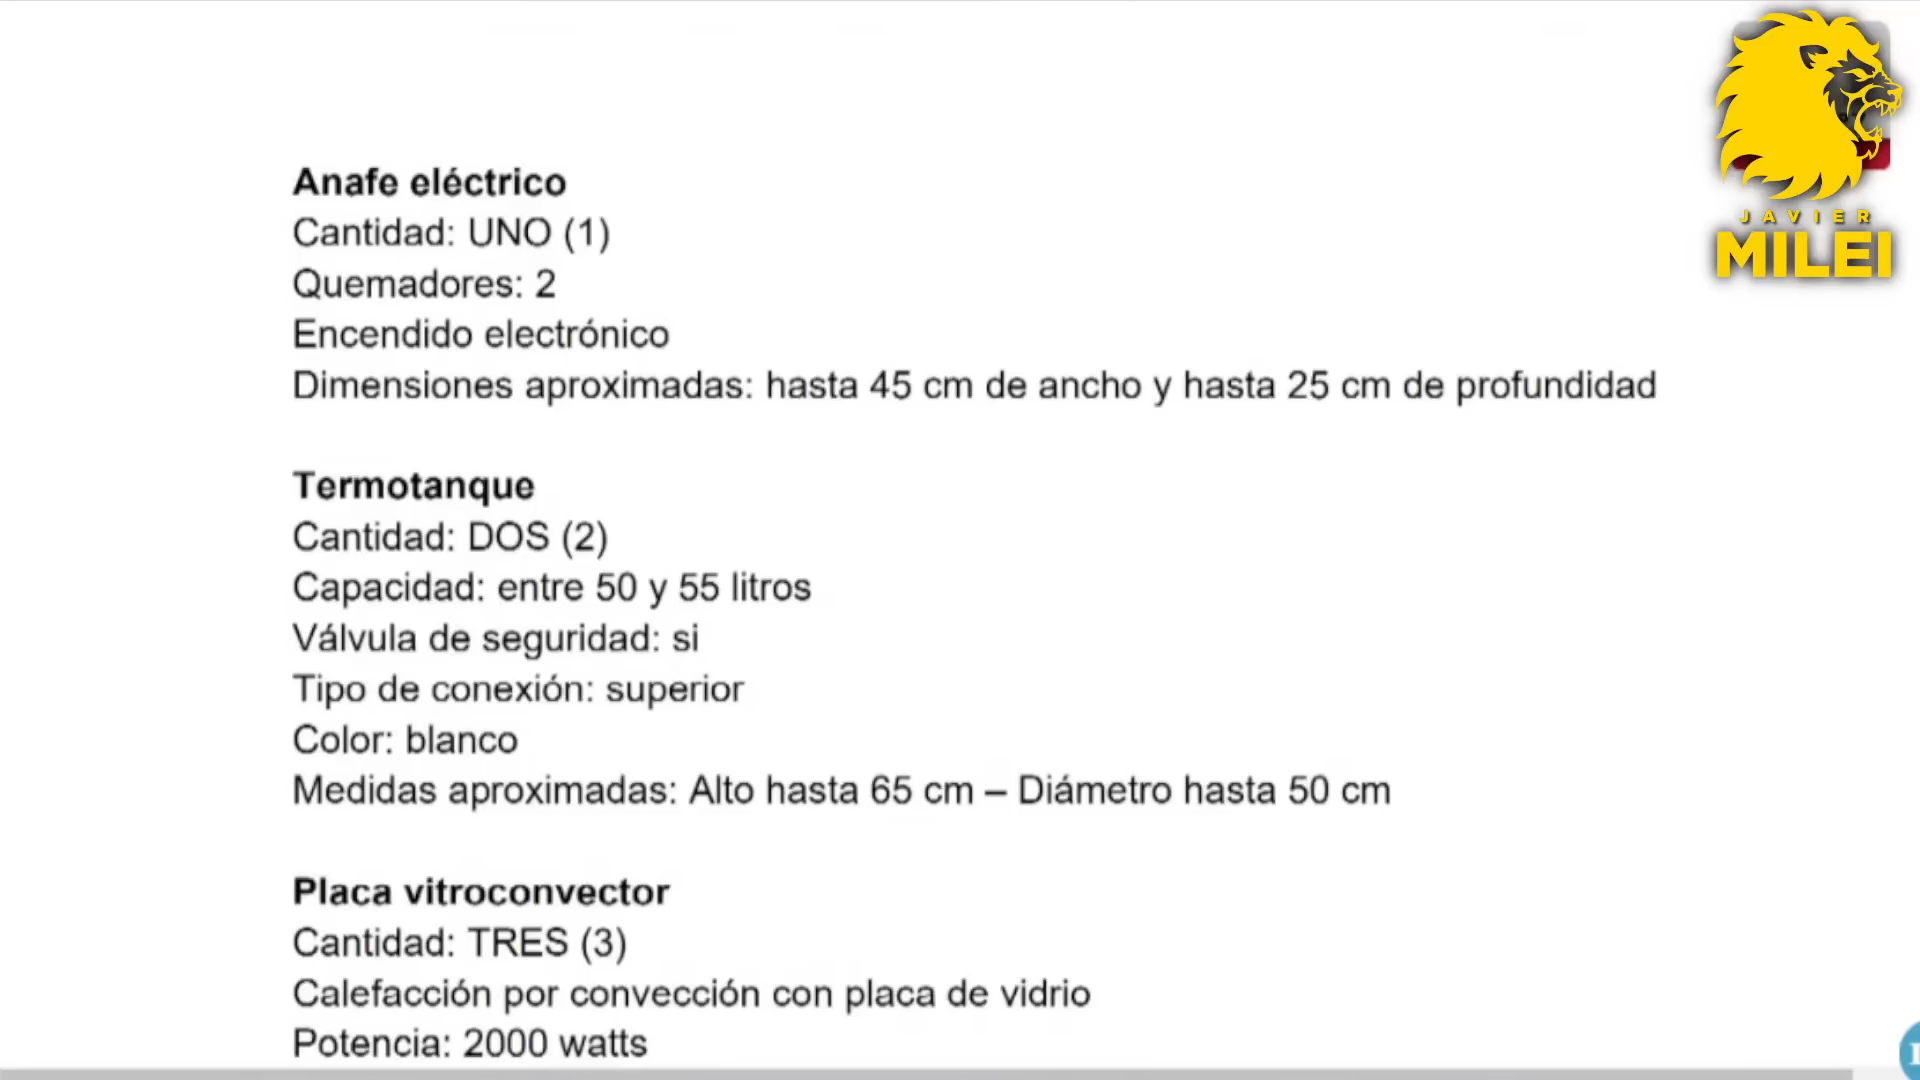 JAVIER
MILEI
Anafe eléctrico
Cantidad: UNO (1)
Quemadores: 2
Encendido electrónico
Dimensiones aproximadas: hasta 45 cm de ancho y hasta 25 cm de profundidad
Termotanque
Cantidad: DOS (2)
Capacidad: entre 50 y 55 litros
Válvula de seguridad: si
Tipo de conexión: superior
Color: blanco
Medidas aproximadas: Alto hasta 65 cm – Diámetro hasta 50 cm
Placa vitroconvector
Cantidad: TRES (3)
Calefacción por convección con placa de vidrio
Potencia: 2000 watts